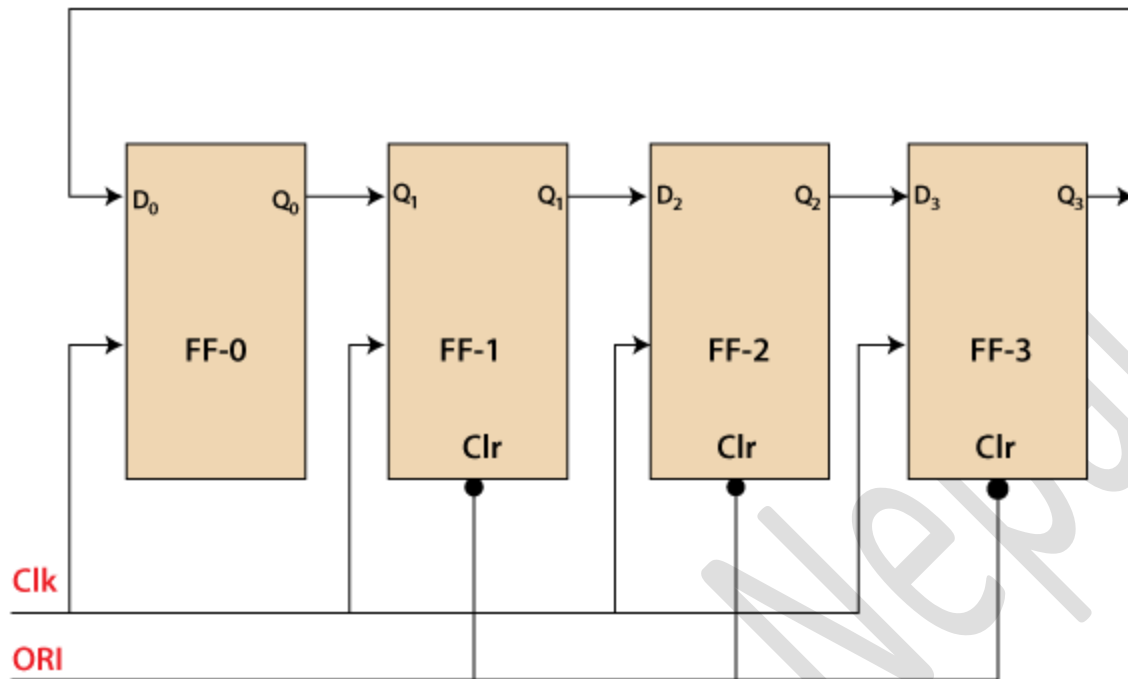 D₀ Q₀ Q₁ Q₁ D₂ Q₂ D₃ Q₃
FF-0 FF-1 FF-2 FF-3
Clr Clr Clr
Clk
ORI